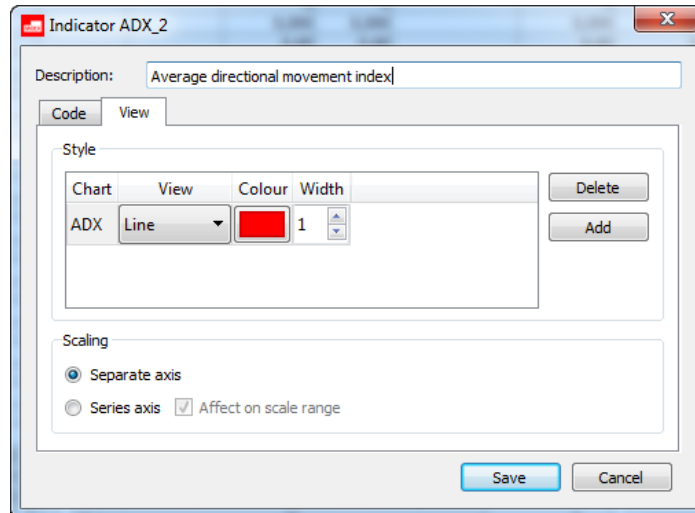 Indicator ADX_2
Description: Average directional movement index
Code View
Style
Chart View Colour Width
ADX Line 1
Delete
Add
Scaling
Separate axis
Series axis Affect on scale range
Save Cancel